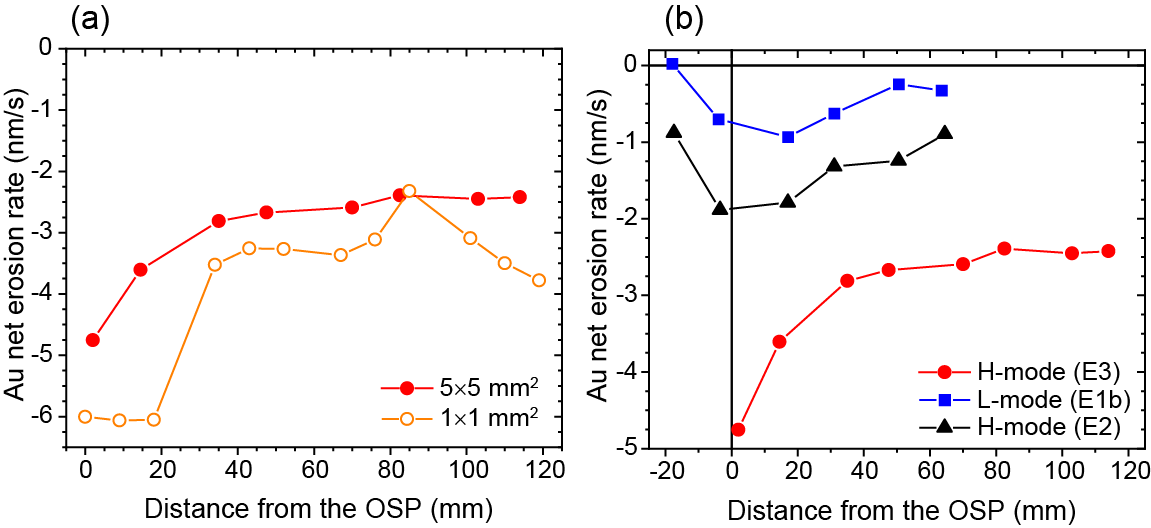 (a)
0
-1
-2
-3
-4
-5
-6
Au net erosion rate (nm/s)
5×5 mm²
1×1 mm²
0 20 40 60 80 100 120
Distance from the OSP (mm)
(b)
0
-1
-2
-3
-4
-5
Au net erosion rate (nm/s)
H-mode (E3)
L-mode (E1b)
H-mode (E2)
-20 0 20 40 60 80 100 120
Distance from the OSP (mm)